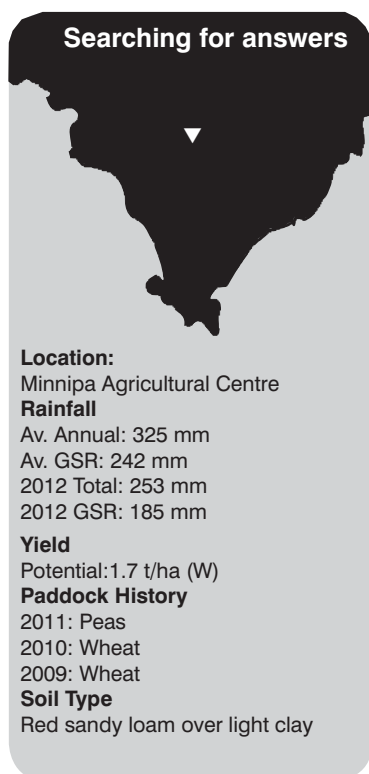 Searching for answers
Location:
Minnipa Agricultural Centre
Rainfall
Av. Annual: 325 mm
Av. GSR: 242 mm
2012 Total: 253 mm
2012 GSR: 185 mm
Yield
Potential:1.7 t/ha (W)
Paddock History
2011: Peas
2010: Wheat
2009: Wheat
Soil Type
Red sandy loam over light clay